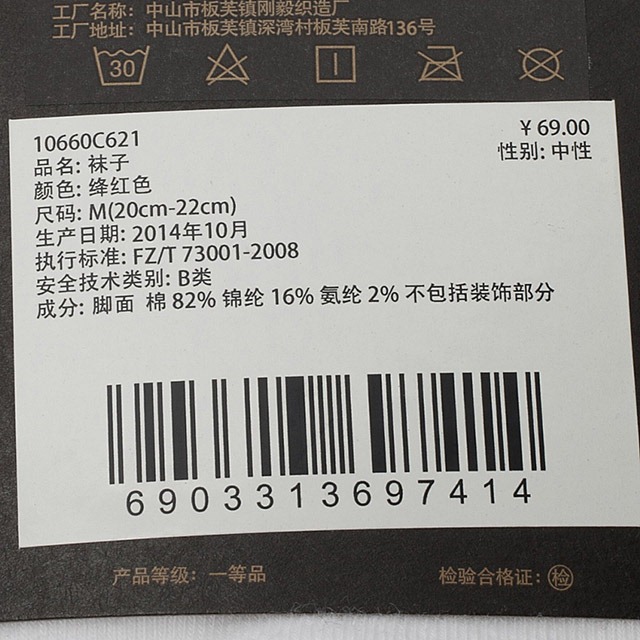 工厂名称: 中山市板芙镇刚毅织造厂
工厂地址: 中山市板芙镇深湾村板芙南路136号
30
10660C621
¥ 69.00
品名: 袜子
性别: 中性
颜色: 绛红色
尺码: M(20cm-22cm)
生产日期: 2014年10月
执行标准: FZ/T 73001-2008
安全技术类别: B类
成分: 脚面 棉 82% 锦纶 16% 氨纶 2% 不包括装饰部分
6903313697414
产品等级: 一等品
检验合格证: 检